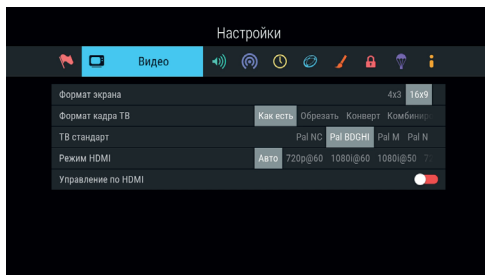 Настройки
Видео
Формат экрана 4x3 16x9
Формат кадра ТВ Как есть Обрезать Конверт
ТВ стандарт Pal NC Pal BDGHI Pal M Pal N
Режим HDMI Авто 720p@60 1080i@60 1080i@50
Управление по HDMI